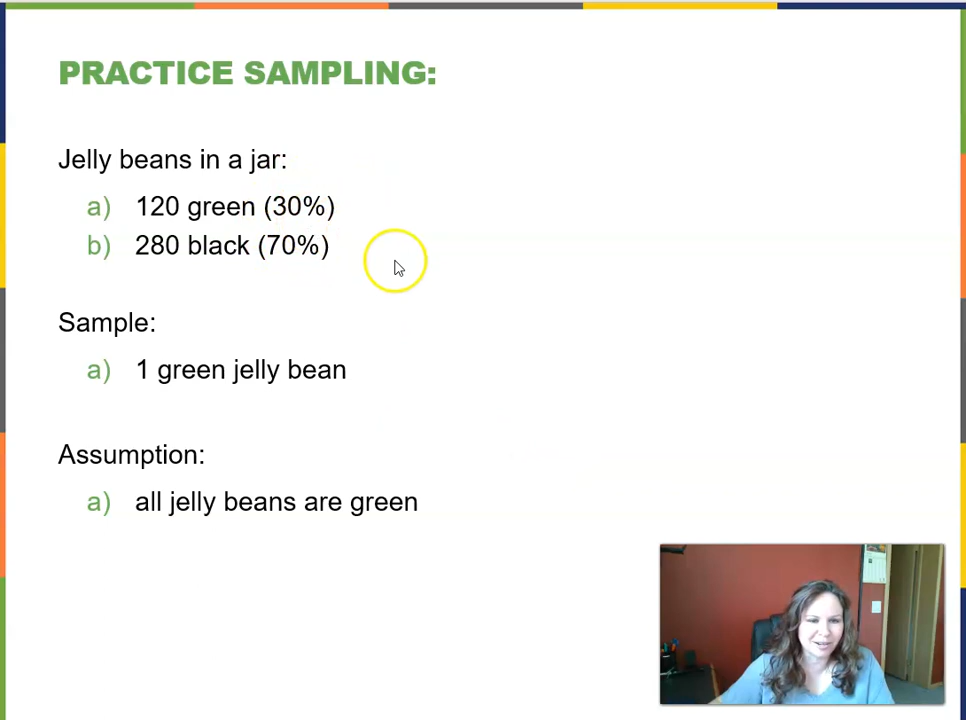 PRACTICE SAMPLING:
Jelly beans in a jar:
a) 120 green (30%)
b) 280 black (70%)
Sample:
a) 1 green jelly bean
Assumption:
a) all jelly beans are green